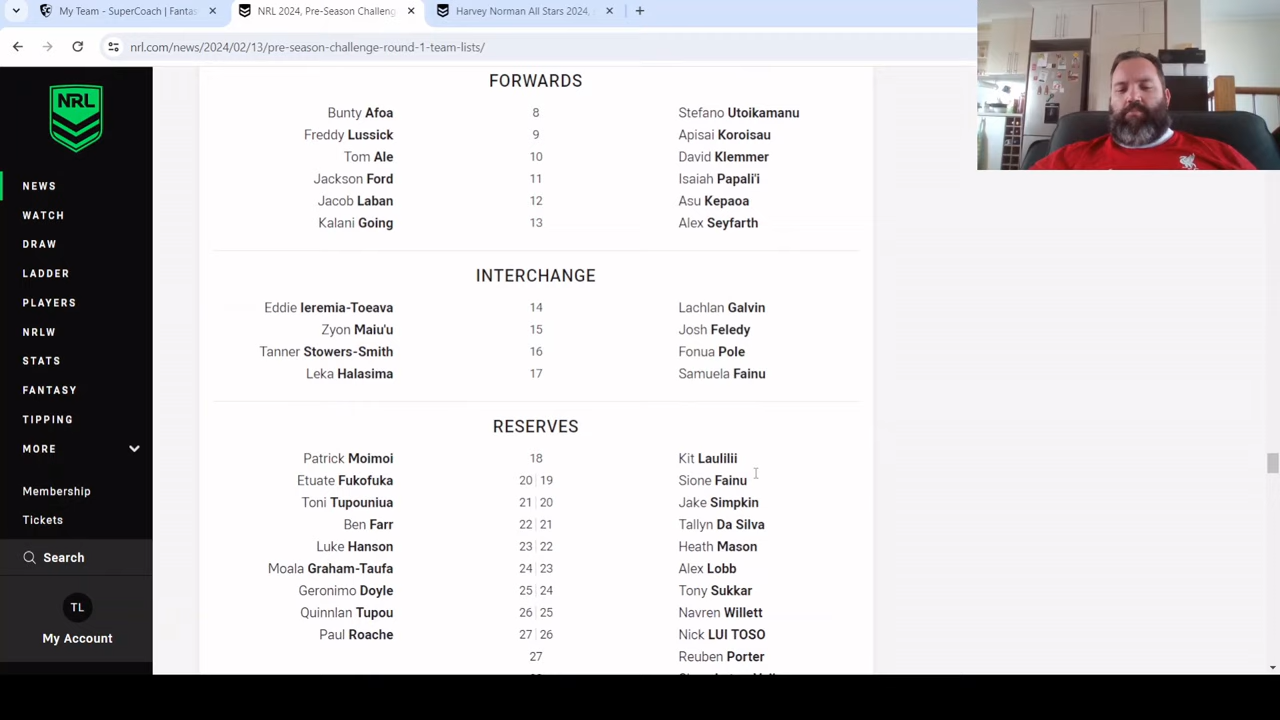 My Team - SuperCoach | Fantas
NRL 2024, Pre-Season Challeng
Harvey Norman All Stars 2024,
nrl.com/news/2024/02/13/pre-season-challenge-round-1-team-lists/
NRL
NEWS
WATCH
DRAW
LADDER
PLAYERS
NRLW
STATS
FANTASY
TIPPING
MORE
Membership
Tickets
Search
TL
My Account
FORWARDS
Bunty Afoa 8 Stefano Utoikamanu
Freddy Lussick 9 Apisai Koroisau
Tom Ale 10 David Klemmer
Jackson Ford 11 Isaiah Papali'i
Jacob Laban 12 Asu Kepaoa
Kalani Going 13 Alex Seyfarth
INTERCHANGE
Eddie Ieremia-Toeava 14 Lachlan Galvin
Zyon Maiu'u 15 Josh Feledy
Tanner Stowers-Smith 16 Fonua Pole
Leka Halasima 17 Samuela Fainu
RESERVES
Patrick Moimoi 18 Kit Laulilii
Etuate Fukofuka 20 | 19 Sione Fainu
Toni Tupouniua 21 | 20 Jake Simpkin
Ben Farr 22 | 21 Tallyn Da Silva
Luke Hanson 23 | 22 Heath Mason
Moala Graham-Taufa 24 | 23 Alex Lobb
Geronimo Doyle 25 | 24 Tony Sukkar
Quinnlan Tupou 26 | 25 Navren Willett
Paul Roache 27 | 26 Nick LUI TOSO
27 Reuben Porter